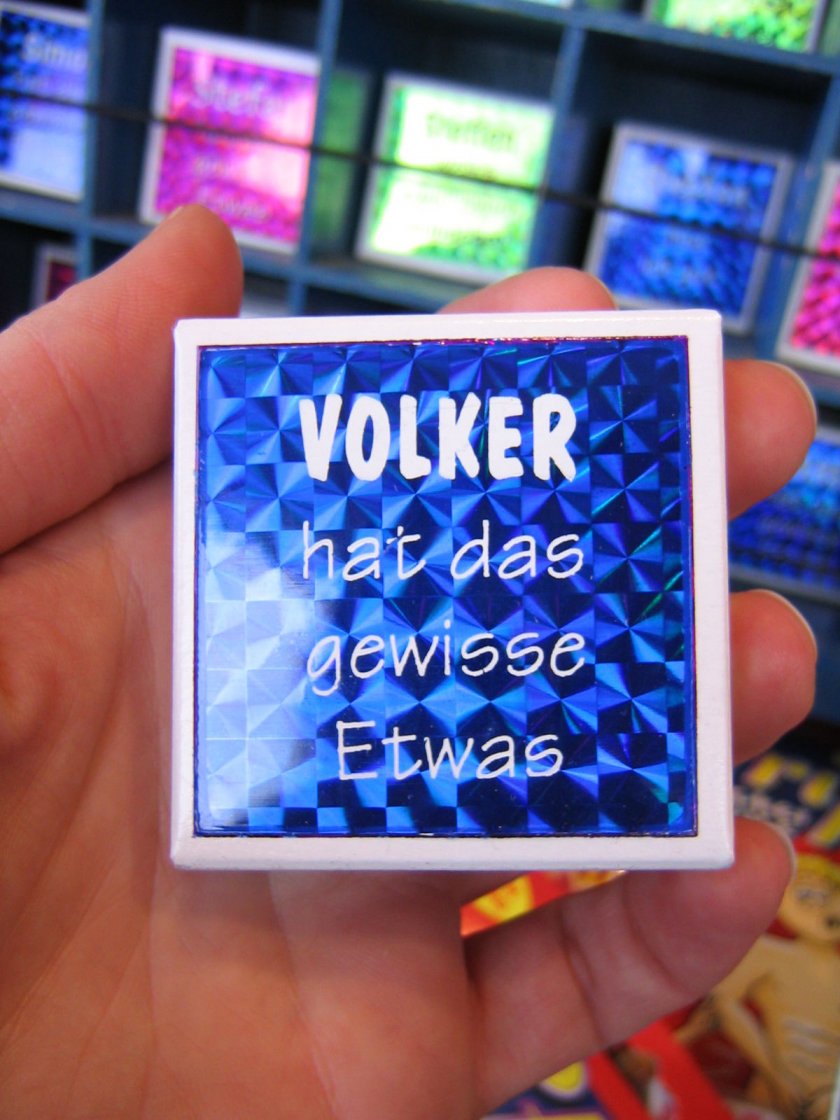 VOLKER
hat das
gewisse
Etwas